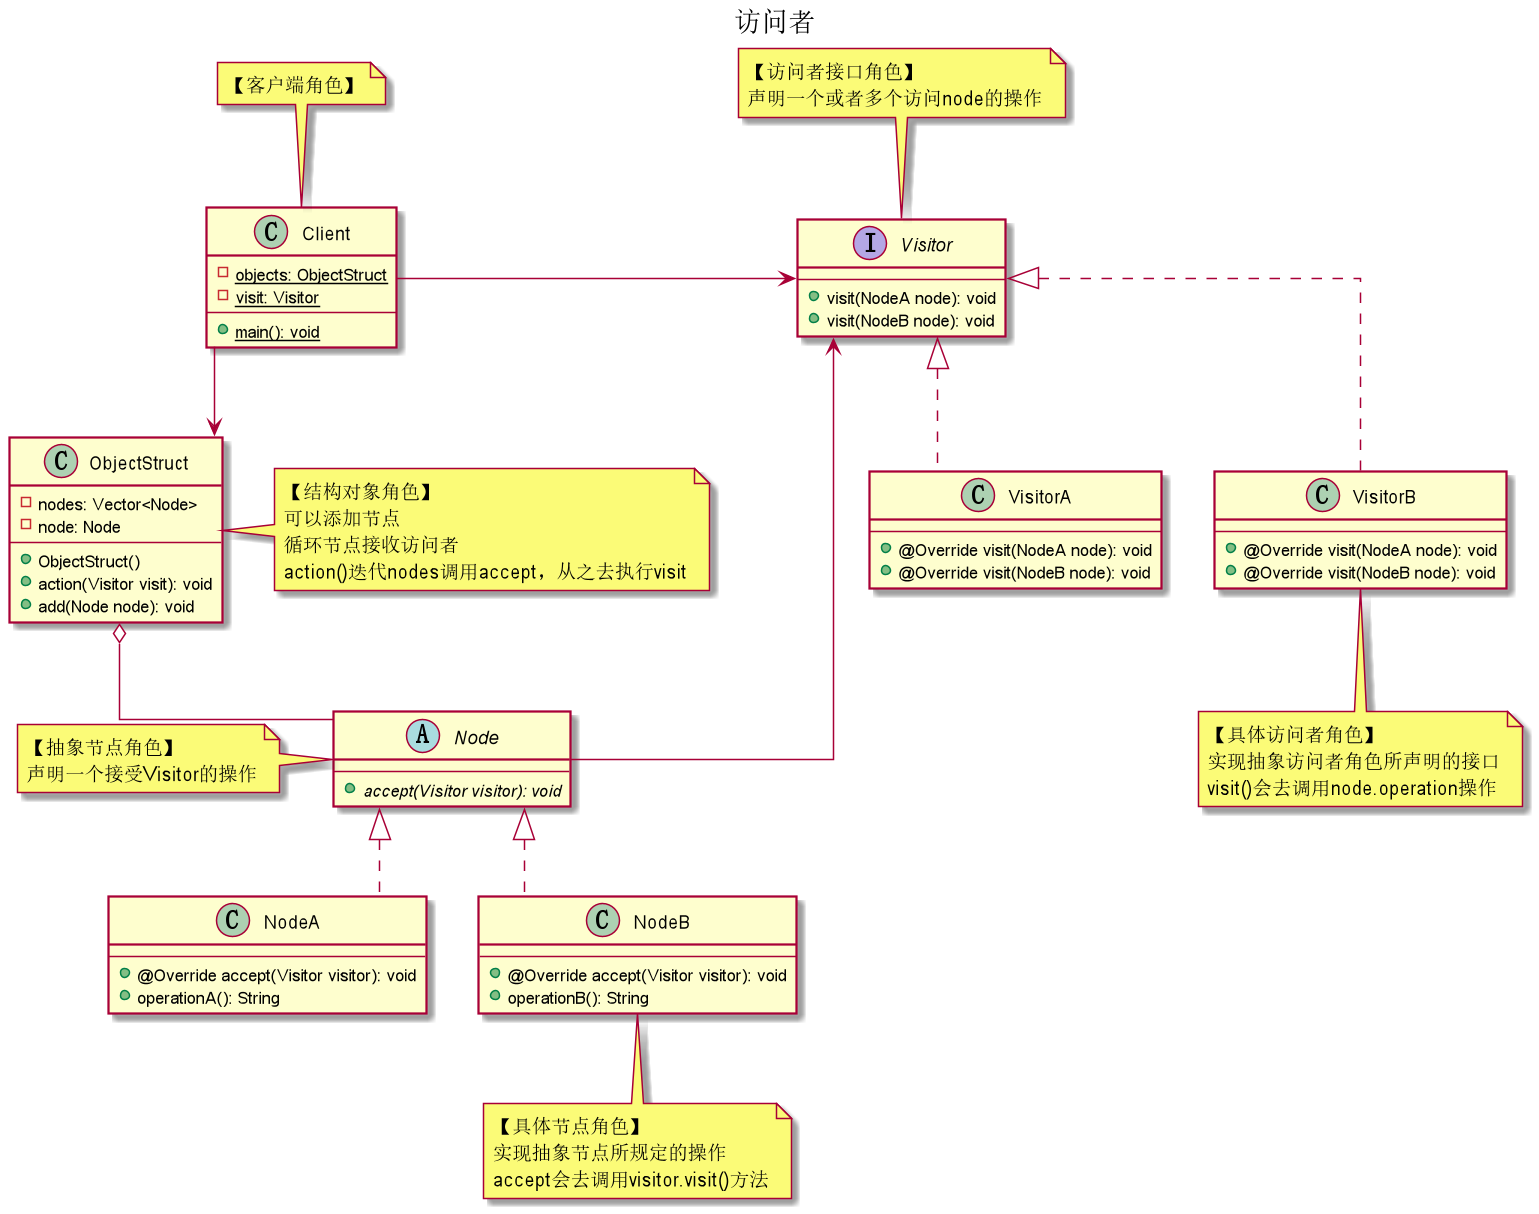 访问者
【客户端角色】
【访问者接口角色】
声明一个或者多个访问node的操作
C Client
objects: ObjectStruct
visit: Visitor
main(): void
I Visitor
visit(NodeA node): void
visit(NodeB node): void
C ObjectStruct
nodes: Vector<Node>
node: Node
ObjectStruct()
action(Visitor visit): void
add(Node node): void
【结构对象角色】
可以添加节点
循环节点接收访问者
action()迭代nodes调用accept，从之去执行visit
C VisitorA
@Override visit(NodeA node): void
@Override visit(NodeB node): void
C VisitorB
@Override visit(NodeA node): void
@Override visit(NodeB node): void
【抽象节点角色】
声明一个接受Visitor的操作
A Node
accept(Visitor visitor): void
【具体访问者角色】
实现抽象访问者角色所声明的接口
visit()会去调用node.operation操作
C NodeA
@Override accept(Visitor visitor): void
operationA(): String
C NodeB
@Override accept(Visitor visitor): void
operationB(): String
【具体节点角色】
实现抽象节点所规定的操作
accept会去调用visitor.visit()方法